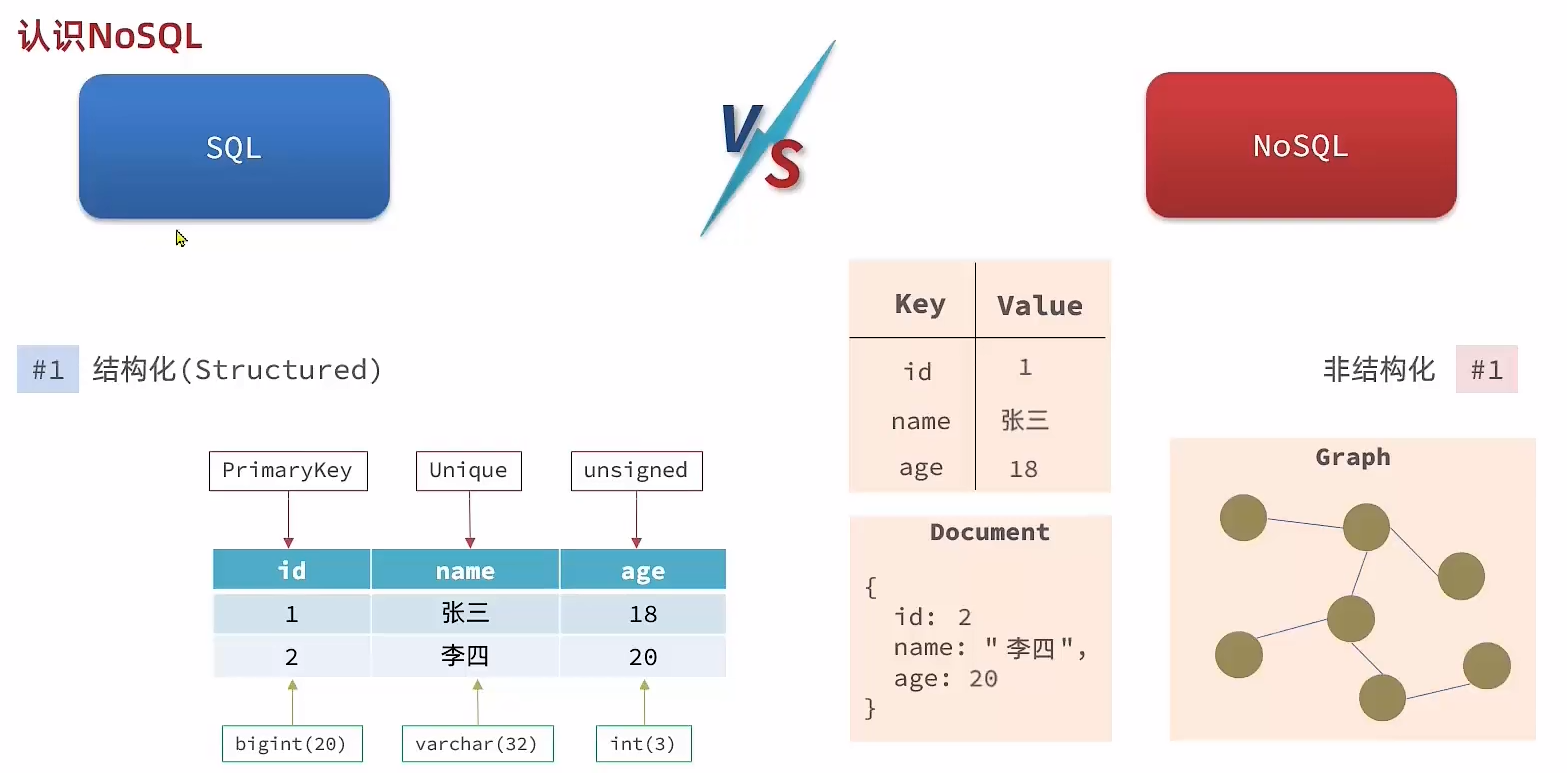 认识NoSQL
SQL
VS
NoSQL
#1 结构化(Structured)
PrimaryKey Unique unsigned
id name age
1 张三 18
2 李四 20
bigint(20) varchar(32) int(3)
Key Value
id 1
name 张三
age 18
Document
{
id: 2
name: "李四",
age: 20
}
非结构化 #1
Graph